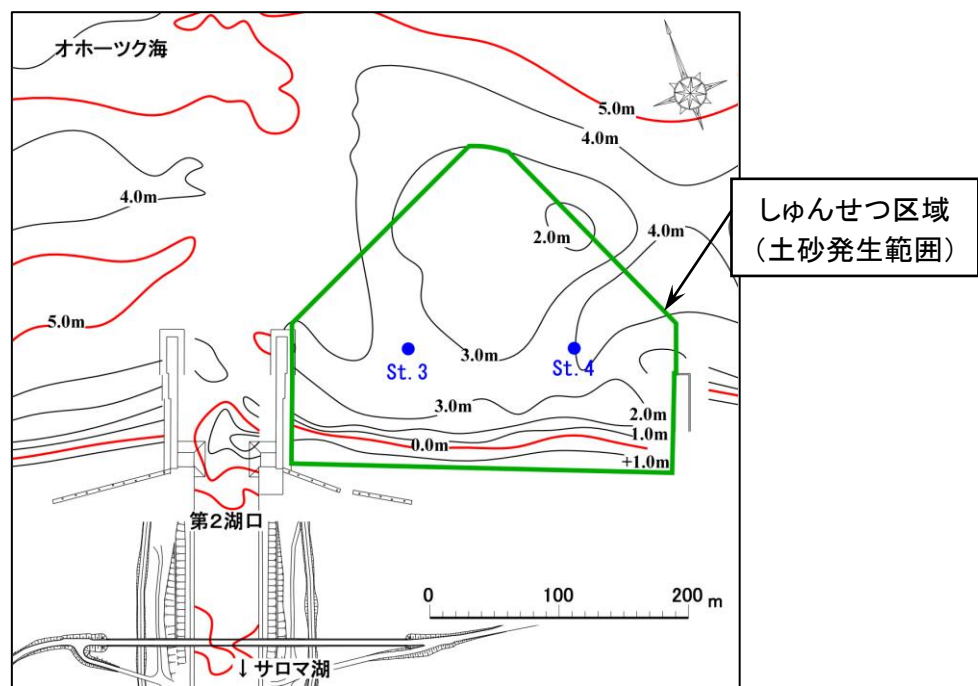 オホーツク海
5.0m
4.0m
4.0m
しゅんせつ区域
(土砂発生範囲)
2.0m
4.0m
5.0m
3.0m
St.3
St.4
3.0m
2.0m
1.0m
0.0m
+1.0m
第2湖口
0 100 200 m
↓サロマ湖